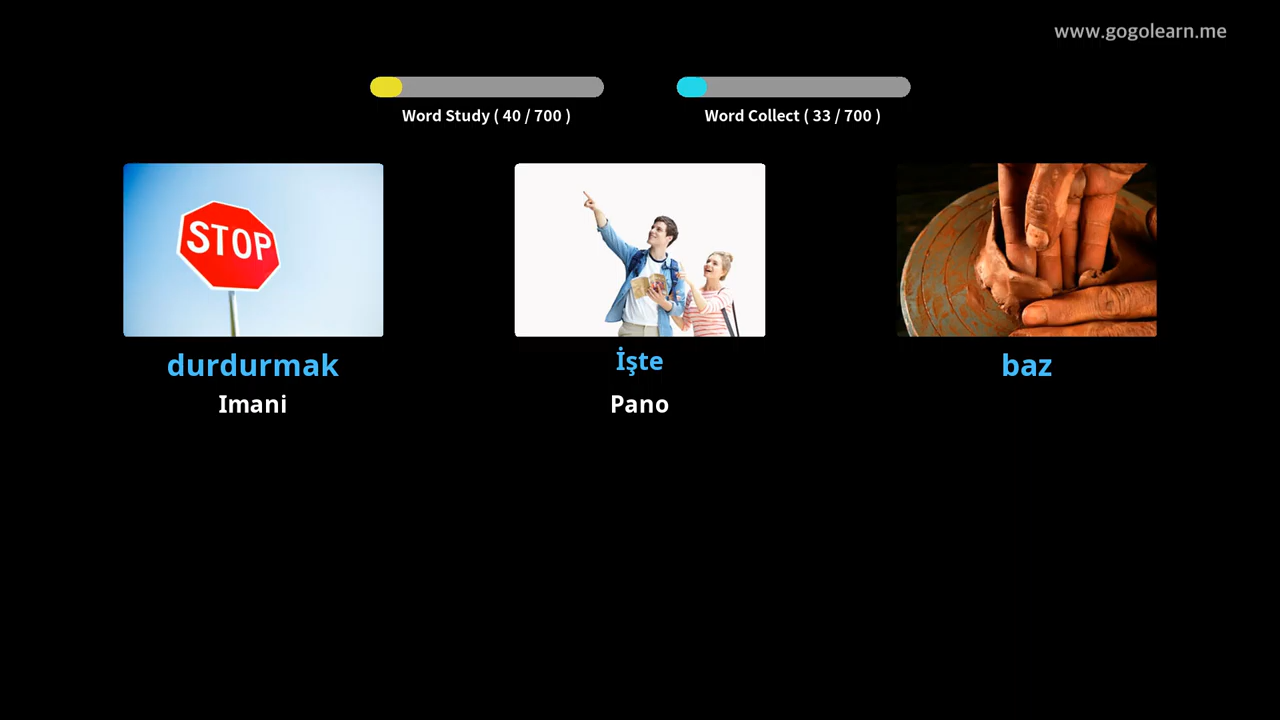 www.gogolearn.me
Word Study ( 40 / 700 )
Word Collect ( 33 / 700 )
STOP
durdurmak
İşte
baz
Imani
Pano